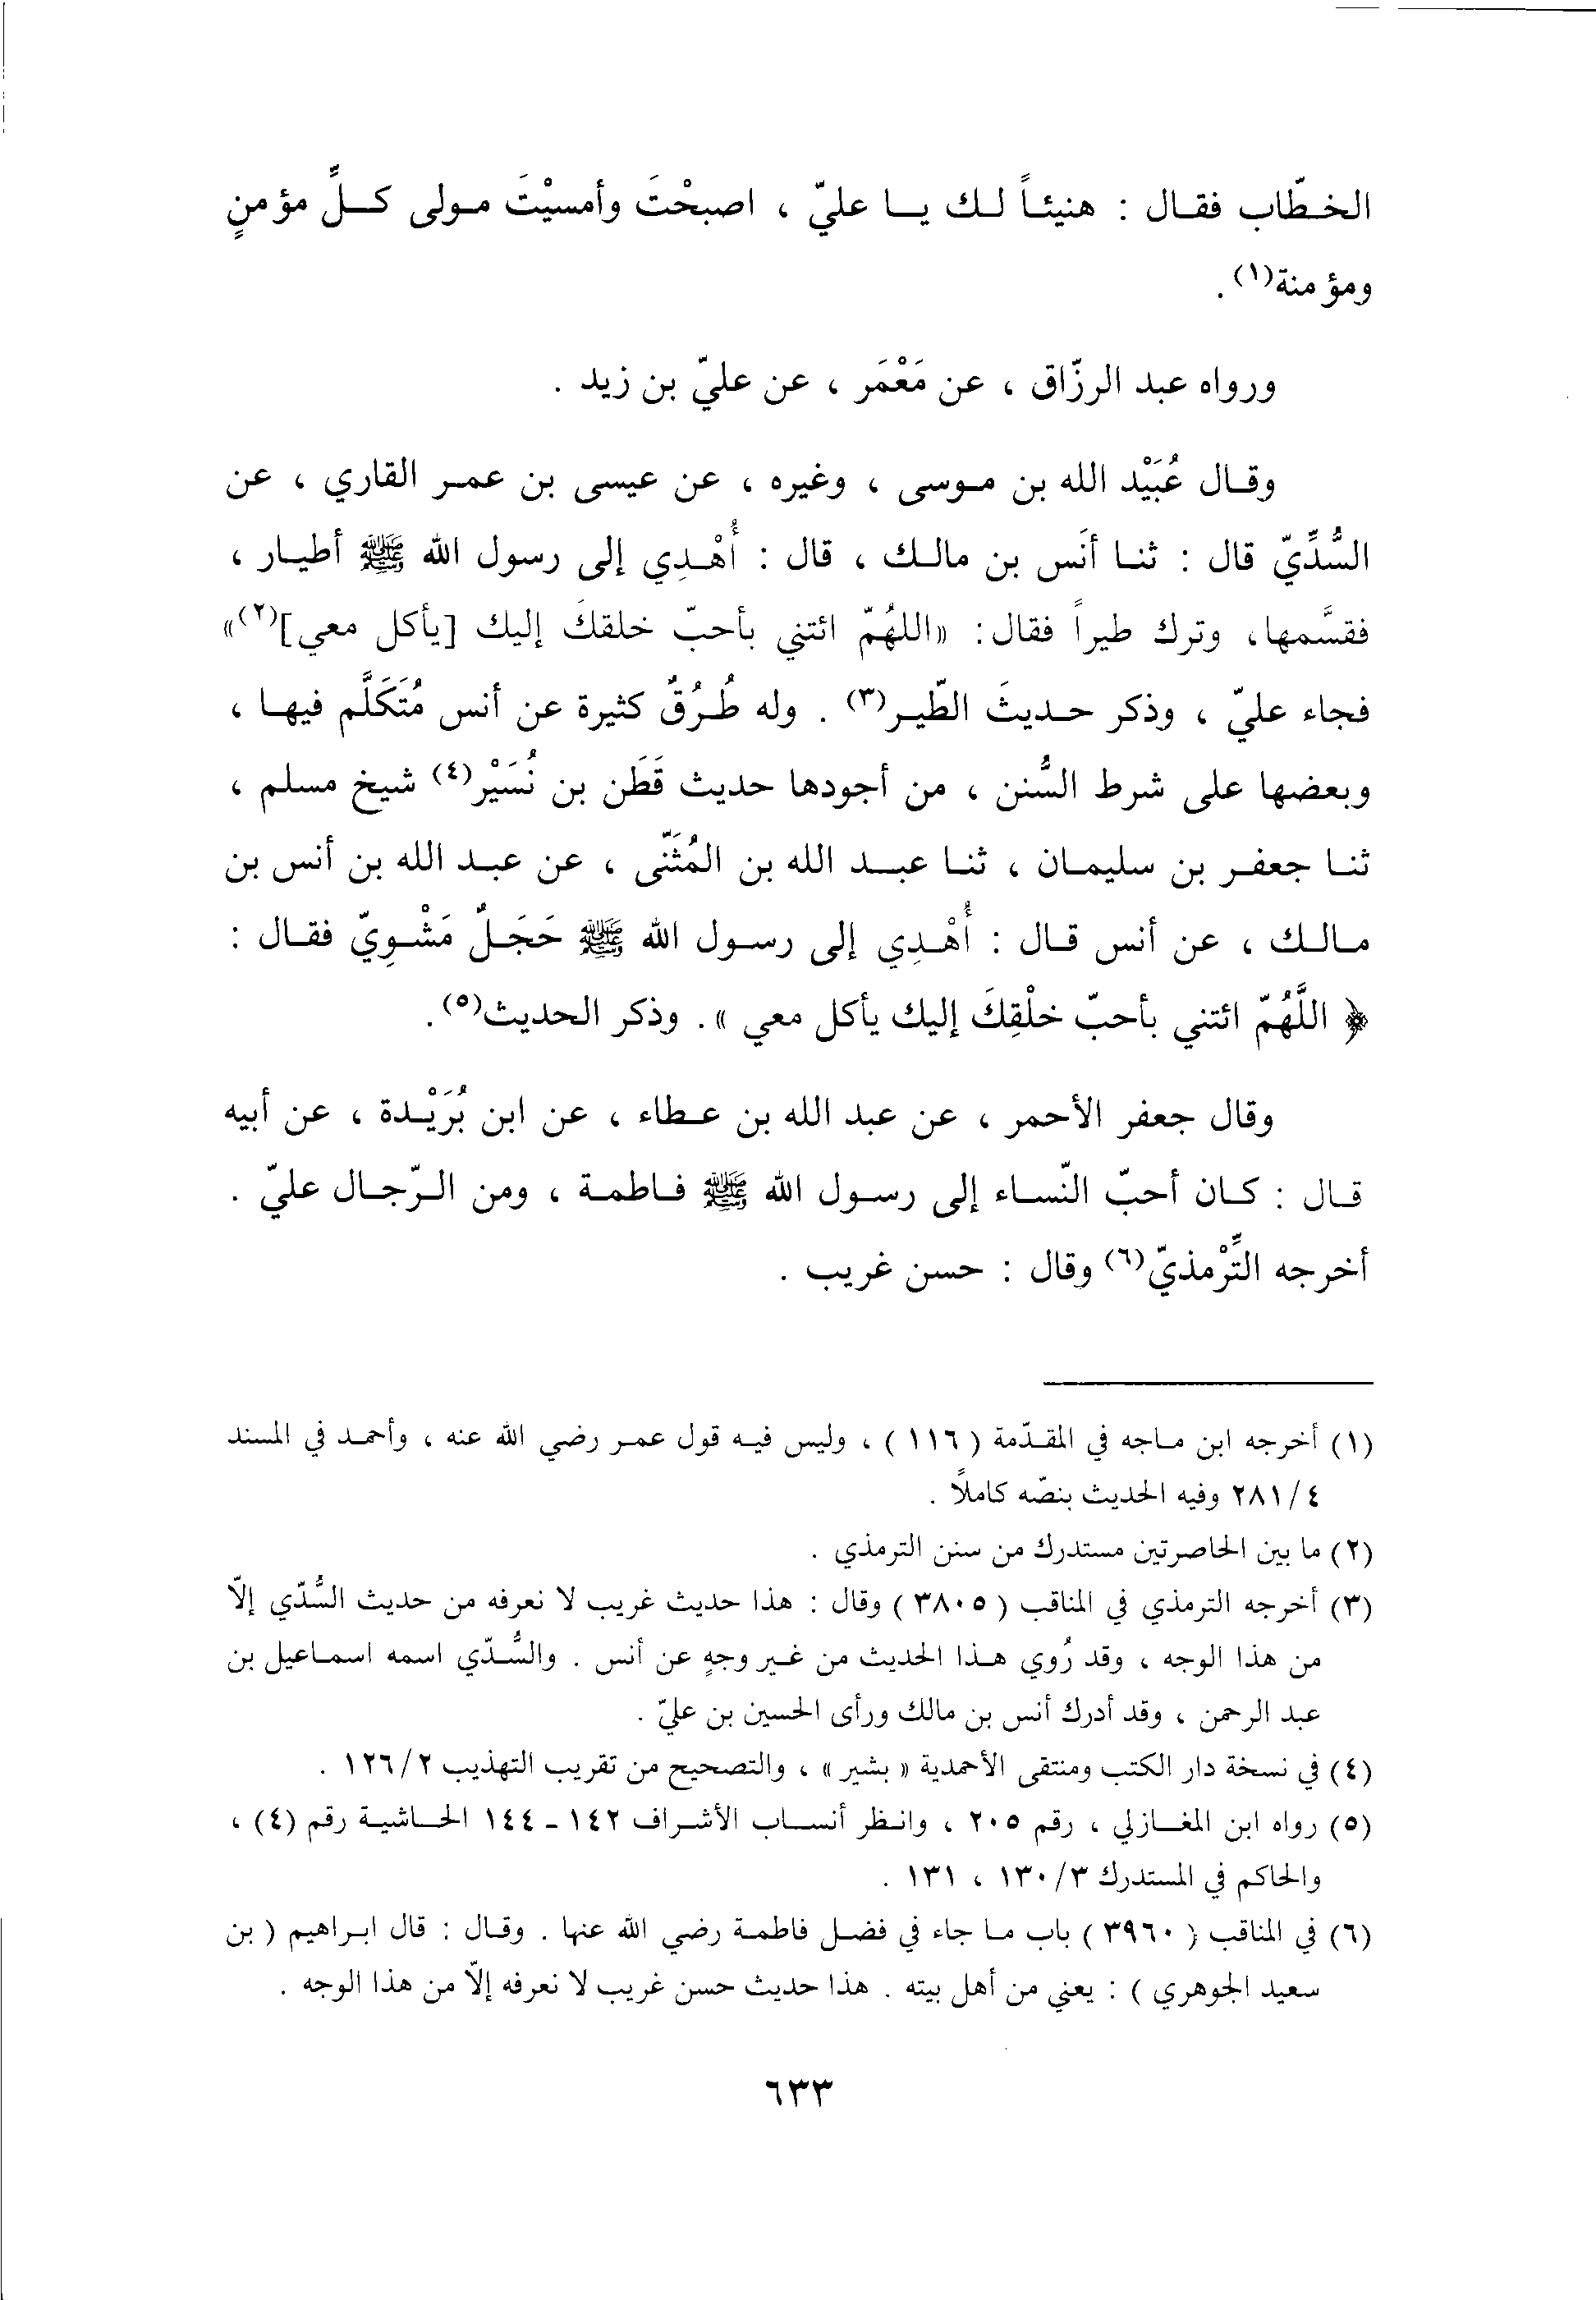 الخطّاب فقال : هنيئاً لك يا عليّ ، اصبحْتَ وأمسيْتَ مولى كلِّ مؤمنٍ
ومؤمنة(١) .
ورواه عبد الرزّاق ، عن مَعْمَر ، عن عليّ بن زيد .
وقال عُبَيْد الله بن موسى ، وغيره ، عن عيسى بن عمر القاري ، عن
السُّدِّيّ قال : ثنا أنَس بن مالك ، قال : أُهْدِي إلى رسول الله ﷺ أطيار ،
فقسَّمها، وترك طيراً فقال: «اللهُمّ ائتني بأحبّ خلقكَ إليك [يأكل معي](٢)»
فجاء عليّ ، وذكر حديثَ الطّير(٣) . وله طُرُقٌ كثيرة عن أنس مُتَكَلَّم فيها ،
وبعضها على شرط السُّنن ، من أجودها حديث قَطَن بن نُسَيْر(٤) شيخ مسلم ،
ثنا جعفر بن سليمان ، ثنا عبد الله بن المُثَنّى ، عن عبد الله بن أنس بن
مالك ، عن أنس قال : أُهْدِي إلى رسول الله ﷺ حَجَلٌ مَشْوِيّ فقال :
﴿ اللَّهُمّ ائتني بأحبّ خلْقِكَ إليك يأكل معي » . وذكر الحديث(٥) .
وقال جعفر الأحمر ، عن عبد الله بن عطاء ، عن ابن بُرَيْدة ، عن أبيه
قال : كان أحبّ النّساء إلى رسول الله ﷺ فاطمة ، ومن الرّجال عليّ .
أخرجه التِّرْمذيّ(٦) وقال : حسن غريب .
(١) أخرجه ابن ماجه في المقدّمة ( ١١٦ ) ، وليس فيه قول عمر رضي الله عنه ، وأحمد في المسند
٤/ ٢٨١ وفيه الحديث بنصّه كاملاً .
(٢) ما بين الحاصرتين مستدرك من سنن الترمذي .
(٣) أخرجه الترمذي في المناقب ( ٣٨٠٥ ) وقال : هذا حديث غريب لا نعرفه من حديث السُّدّي إلّا
من هذا الوجه ، وقد رُوي هذا الحديث من غير وجهٍ عن أنس . والسُّدّي اسمه اسماعيل بن
عبد الرحمن ، وقد أدرك أنس بن مالك ورأى الحسين بن عليّ .
(٤) في نسخة دار الكتب ومنتقى الأحمدية « بشير » ، والتصحيح من تقريب التهذيب ٢/ ١٢٦ .
(٥) رواه ابن المغازلي ، رقم ٢٠٥ ، وانظر أنساب الأشراف ١٤٢ - ١٤٤ الحاشية رقم (٤) ،
والحاكم في المستدرك ٣/ ١٣٠ ، ١٣١ .
(٦) في المناقب ( ٣٩٦٠ ) باب ما جاء في فضل فاطمة رضي الله عنها . وقال : قال ابراهيم ( بن
سعيد الجوهري ) : يعني من أهل بيته . هذا حديث حسن غريب لا نعرفه إلّا من هذا الوجه .
٦٣٣